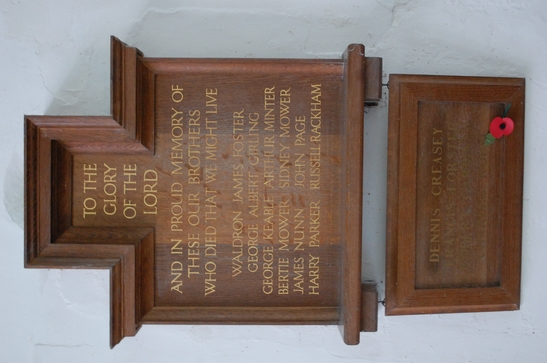 TO THE
GLORY
OF THE
LORD
AND IN PROUD MEMORY OF
THESE OUR BROTHERS
WHO DIED THAT WE MIGHT LIVE
WALDRON JAMES FOSTER
GEORGE ALBERT GIRLING
GEORGE KEABLE ARTHUR MINTER
BERTIE MOWER SIDNEY MOWER
JAMES NUNN JOHN PAGE
HARRY PARKER RUSSELL RACKHAM
DENNIS CREASEY